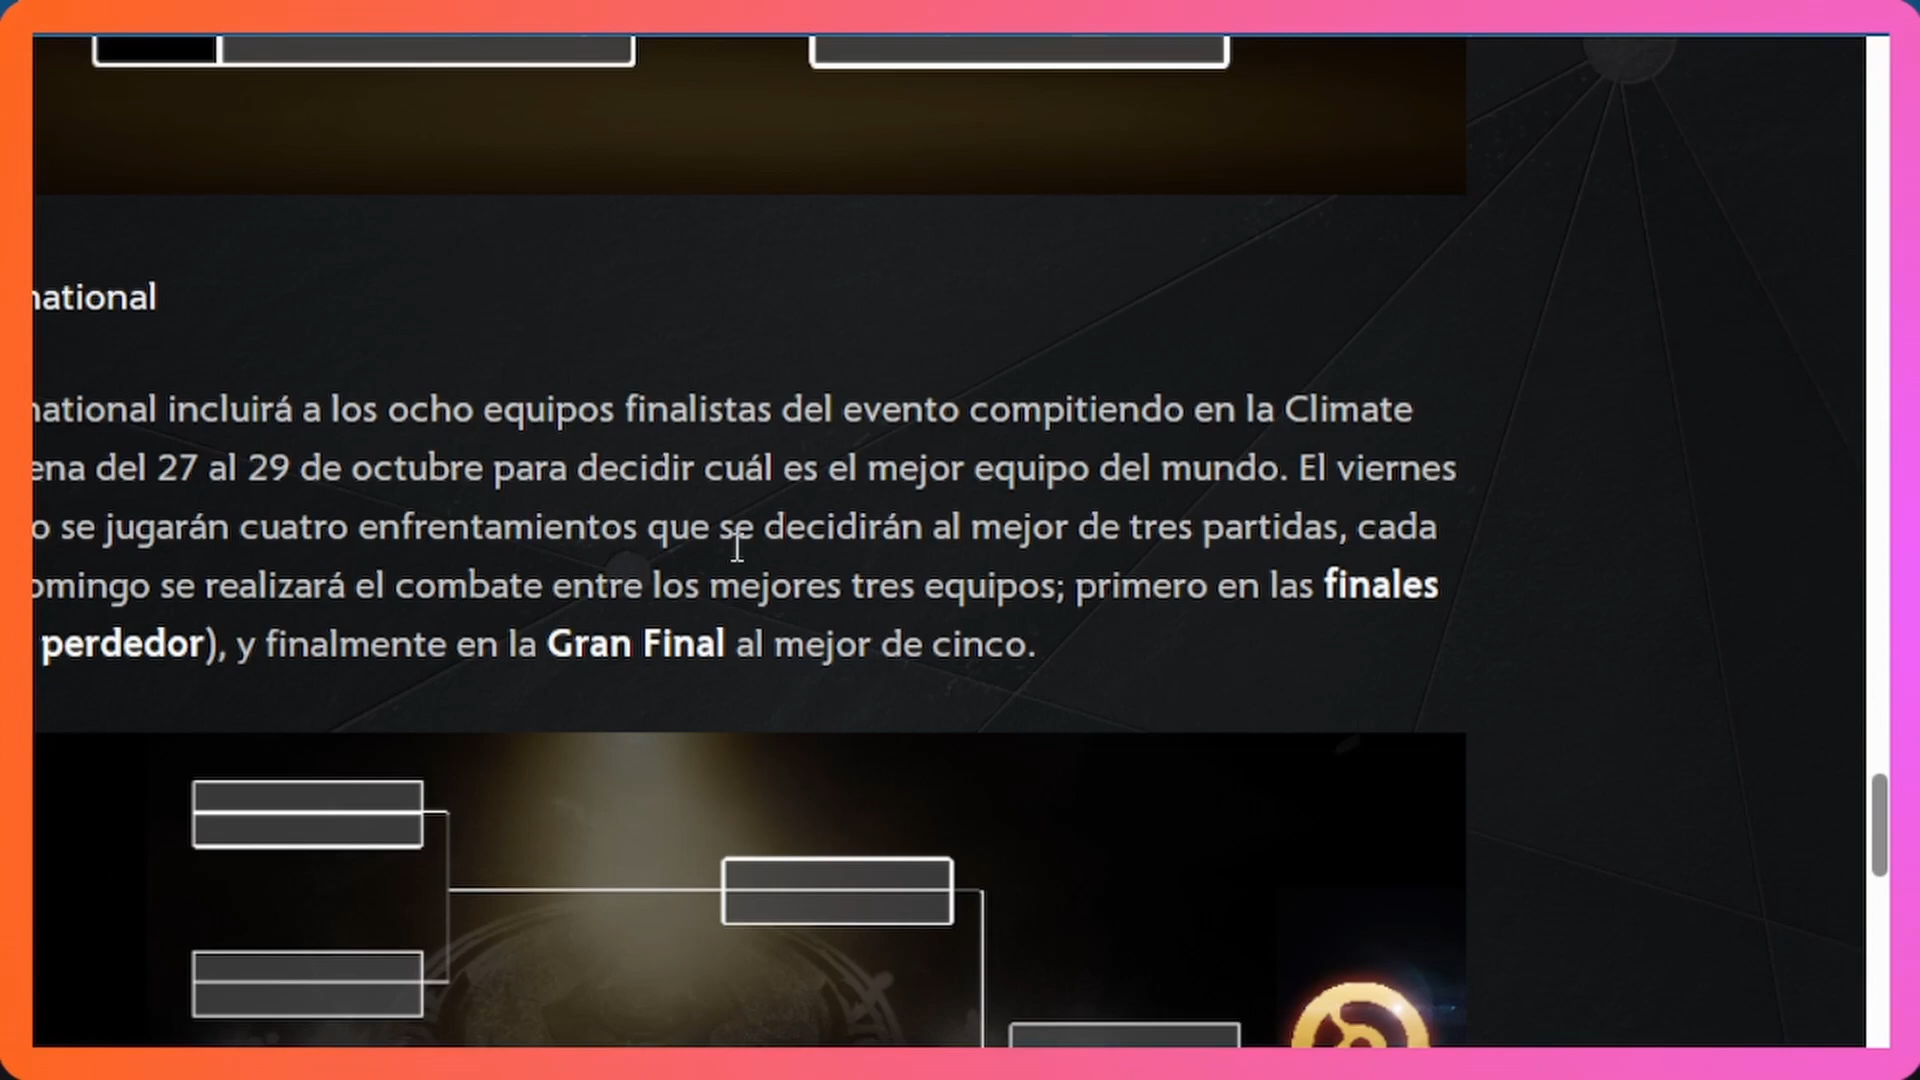 national
national incluirá a los ocho equipos finalistas del evento compitiendo en la Climate
ena del 27 al 29 de octubre para decidir cuál es el mejor equipo del mundo. El viernes
o se jugarán cuatro enfrentamientos que se decidirán al mejor de tres partidas, cada
omingo se realizará el combate entre los mejores tres equipos; primero en las finales
perdedor), y finalmente en la Gran Final al mejor de cinco.